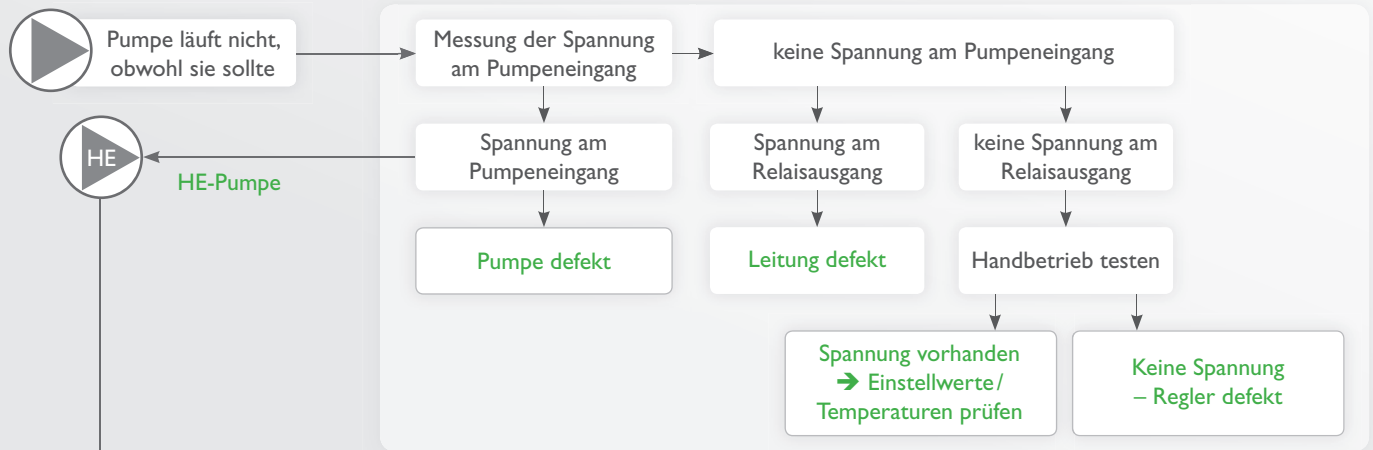 Pumpe läuft nicht,
obwohl sie sollte
Messung der Spannung
am Pumpeneingang
keine Spannung am Pumpeneingang
HE
HE-Pumpe
Spannung am
Pumpeneingang
Spannung am
Relaisausgang
keine Spannung am
Relaisausgang
Pumpe defekt
Leitung defekt
Handbetrieb testen
Spannung vorhanden
➔ Einstellwerte/
Temperaturen prüfen
Keine Spannung
– Regler defekt